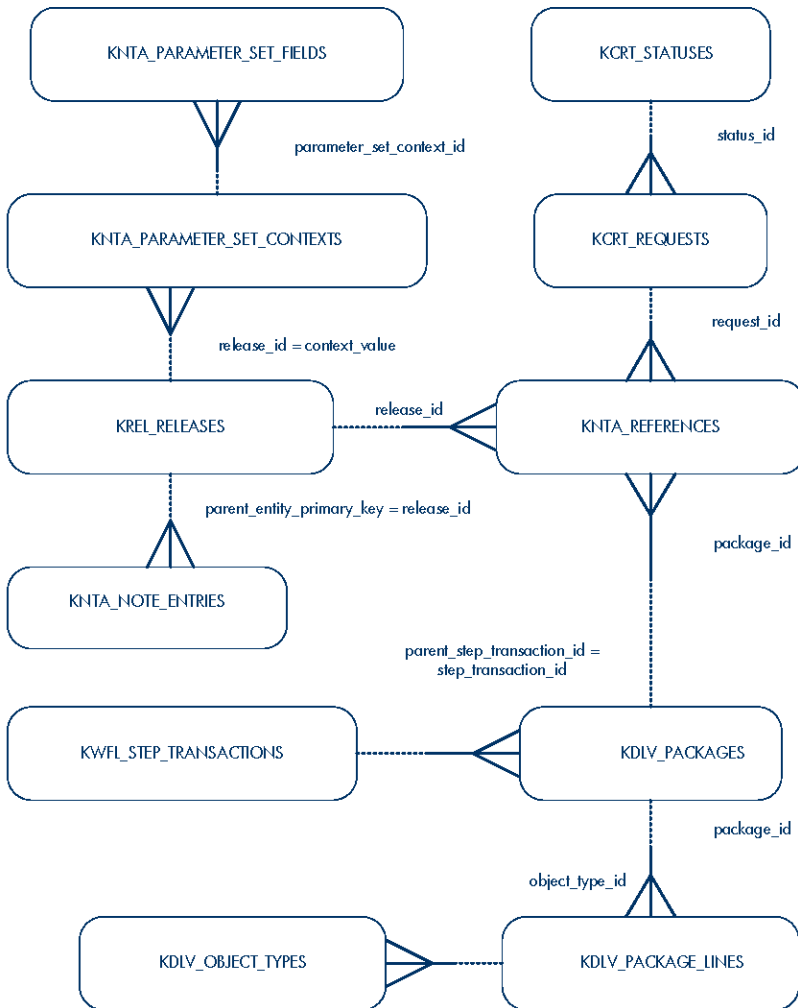 KNTA_PARAMETER_SET_FIELDS
KCRT_STATUSES
parameter_set_context_id
status_id
KNTA_PARAMETER_SET_CONTEXTS
KCRT_REQUESTS
release_id = context_value
request_id
KREL_RELEASES
release_id
KNTA_REFERENCES
parent_entity_primary_key = release_id
package_id
KNTA_NOTE_ENTRIES
parent_step_transaction_id =
step_transaction_id
KWFL_STEP_TRANSACTIONS
KDLV_PACKAGES
package_id
object_type_id
KDLV_OBJECT_TYPES
KDLV_PACKAGE_LINES